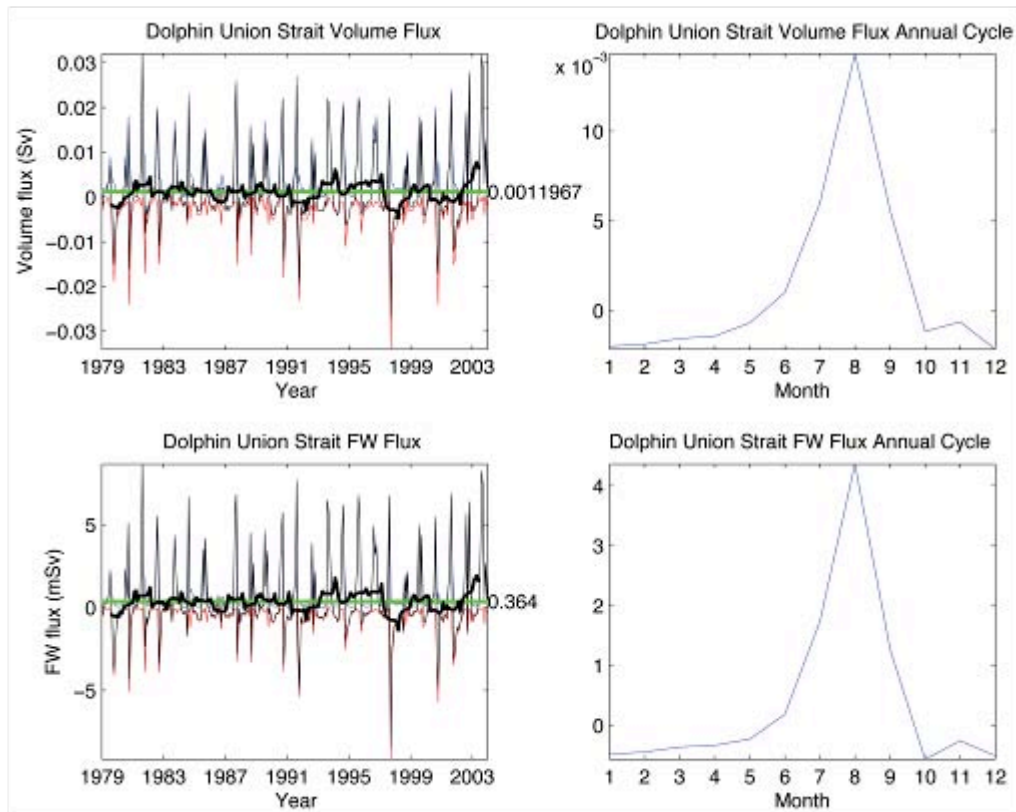 Dolphin Union Strait Volume Flux
0.03
0.02
0.01
0
−0.01
−0.02
−0.03
Volume flux (Sv)
0.0011967
1979 1983 1987 1991 1995 1999 2003
Year
Dolphin Union Strait Volume Flux Annual Cycle
x 10⁻³
10
5
0
1 2 3 4 5 6 7 8 9 10 11 12
Month
Dolphin Union Strait FW Flux
5
0
−5
FW flux (mSv)
0.364
1979 1983 1987 1991 1995 1999 2003
Year
Dolphin Union Strait FW Flux Annual Cycle
4
3
2
1
0
1 2 3 4 5 6 7 8 9 10 11 12
Month